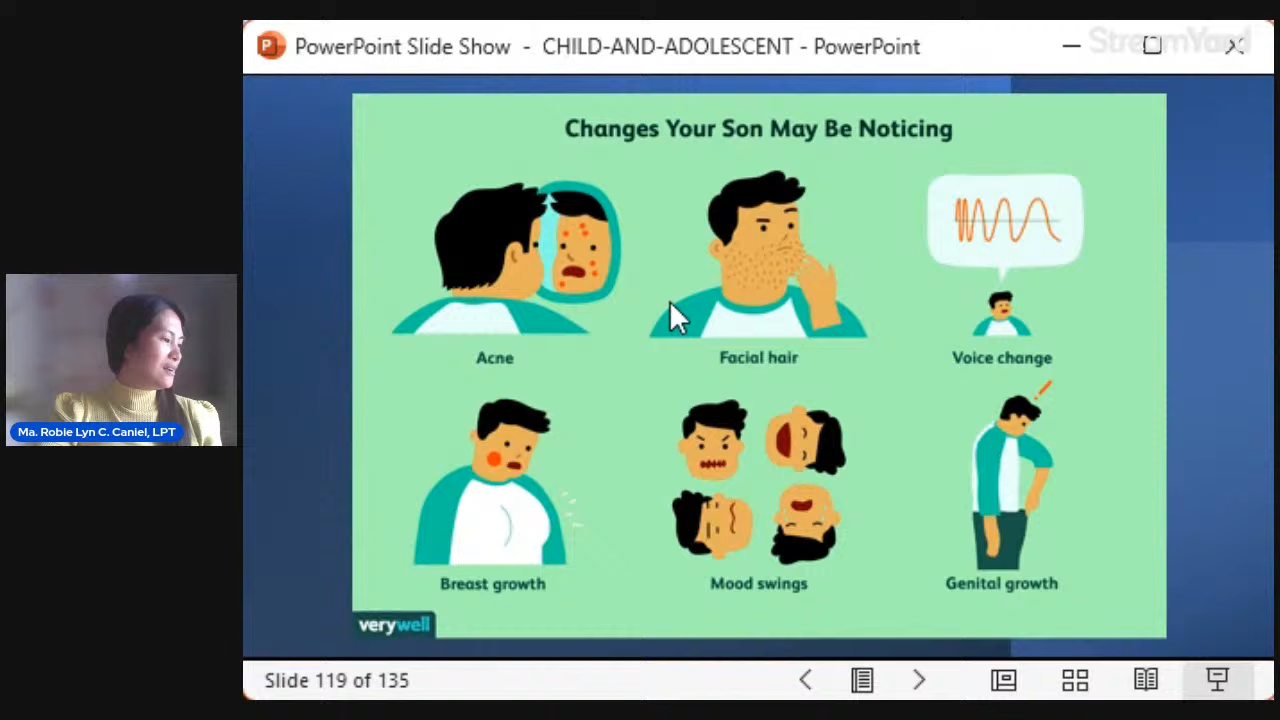 PowerPoint Slide Show - CHILD-AND-ADOLESCENT - PowerPoint
StreamYard
Changes Your Son May Be Noticing
Acne
Facial hair
Voice change
Ma. Robie Lyn C. Caniel, LPT
Breast growth
Mood swings
Genital growth
verywell
Slide 119 of 135